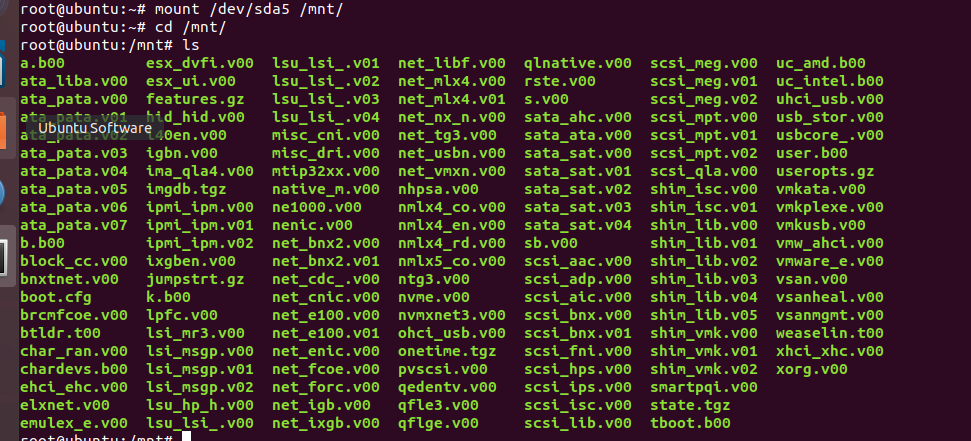 root@ubuntu:~# mount /dev/sda5 /mnt/
root@ubuntu:~# cd /mnt/
root@ubuntu:/mnt# ls
a.b00 esx_dvfi.v00 lsu_lsi_.v01 net_libf.v00 qlnative.v00 scsi_meg.v00 uc_amd.b00
ata_liba.v00 esx_ui.v00 lsu_lsi_.v02 net_mlx4.v00 rste.v00 scsi_meg.v01 uc_intel.b00
ata_pata.v00 features.gz lsu_lsi_.v03 net_mlx4.v01 s.v00 scsi_meg.v02 uhci_usb.v00
ata_pata.v01 hid_hid.v00 lsu_lsi_.v04 net_nx_n.v00 sata_ahc.v00 scsi_mpt.v00 usb_stor.v00
Ubuntu Software
ata_pata.v02 i40en.v00 misc_cni.v00 net_tg3.v00 sata_ata.v00 scsi_mpt.v01 usbcore_.v00
ata_pata.v03 igbn.v00 misc_dri.v00 net_usbn.v00 sata_sat.v00 scsi_mpt.v02 user.b00
ata_pata.v04 ima_qla4.v00 mtip32xx.v00 net_vmxn.v00 sata_sat.v01 scsi_qla.v00 useropts.gz
ata_pata.v05 imgdb.tgz native_m.v00 nhpsa.v00 sata_sat.v02 shim_isc.v00 vmkata.v00
ata_pata.v06 ipmi_ipm.v00 ne1000.v00 nmlx4_co.v00 sata_sat.v03 shim_isc.v01 vmkplexe.v00
ata_pata.v07 ipmi_ipm.v01 nenic.v00 nmlx4_en.v00 sata_sat.v04 shim_lib.v00 vmkusb.v00
b.b00 ipmi_ipm.v02 net_bnx2.v00 nmlx4_rd.v00 sb.v00 shim_lib.v01 vmw_ahci.v00
block_cc.v00 ixgben.v00 net_bnx2.v01 nmlx5_co.v00 scsi_aac.v00 shim_lib.v02 vmware_e.v00
bnxtnet.v00 jumpstrt.gz net_cdc_.v00 ntg3.v00 scsi_adp.v00 shim_lib.v03 vsan.v00
boot.cfg k.b00 net_cnic.v00 nvme.v00 scsi_aic.v00 shim_lib.v04 vsanheal.v00
brcmfcoe.v00 lpfc.v00 net_e100.v00 nvmxnet3.v00 scsi_bnx.v00 shim_lib.v05 vsanmgmt.v00
btldr.t00 lsi_mr3.v00 net_e100.v01 ohci_usb.v00 scsi_bnx.v01 shim_vmk.v00 weaselin.t00
char_ran.v00 lsi_msgp.v00 net_enic.v00 onetime.tgz scsi_fni.v00 shim_vmk.v01 xhci_xhc.v00
chardevs.b00 lsi_msgp.v01 net_fcoe.v00 pvscsi.v00 scsi_hps.v00 shim_vmk.v02 xorg.v00
ehci_ehc.v00 lsi_msgp.v02 net_forc.v00 qedentv.v00 scsi_ips.v00 smartpqi.v00
elxnet.v00 lsu_hp_h.v00 net_igb.v00 qfle3.v00 scsi_isc.v00 state.tgz
emulex_e.v00 lsu_lsi_.v00 net_ixgb.v00 qflge.v00 scsi_lib.v00 tboot.b00
root@ubuntu:/mnt#